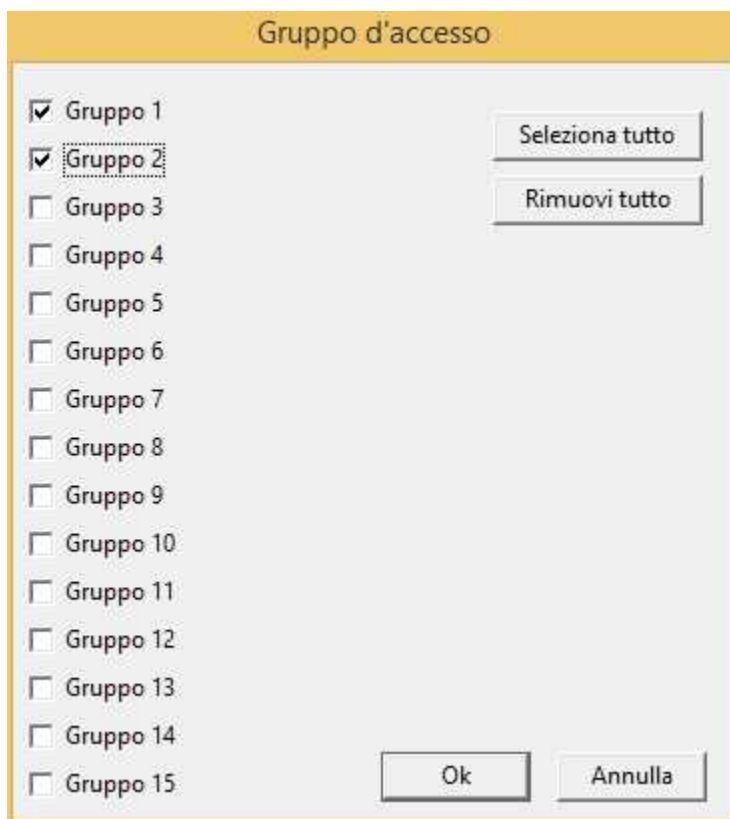 Gruppo d'accesso
Gruppo 1
Seleziona tutto
Gruppo 2
Rimuovi tutto
Gruppo 3
Gruppo 4
Gruppo 5
Gruppo 6
Gruppo 7
Gruppo 8
Gruppo 9
Gruppo 10
Gruppo 11
Gruppo 12
Gruppo 13
Gruppo 14
Gruppo 15
Ok
Annulla